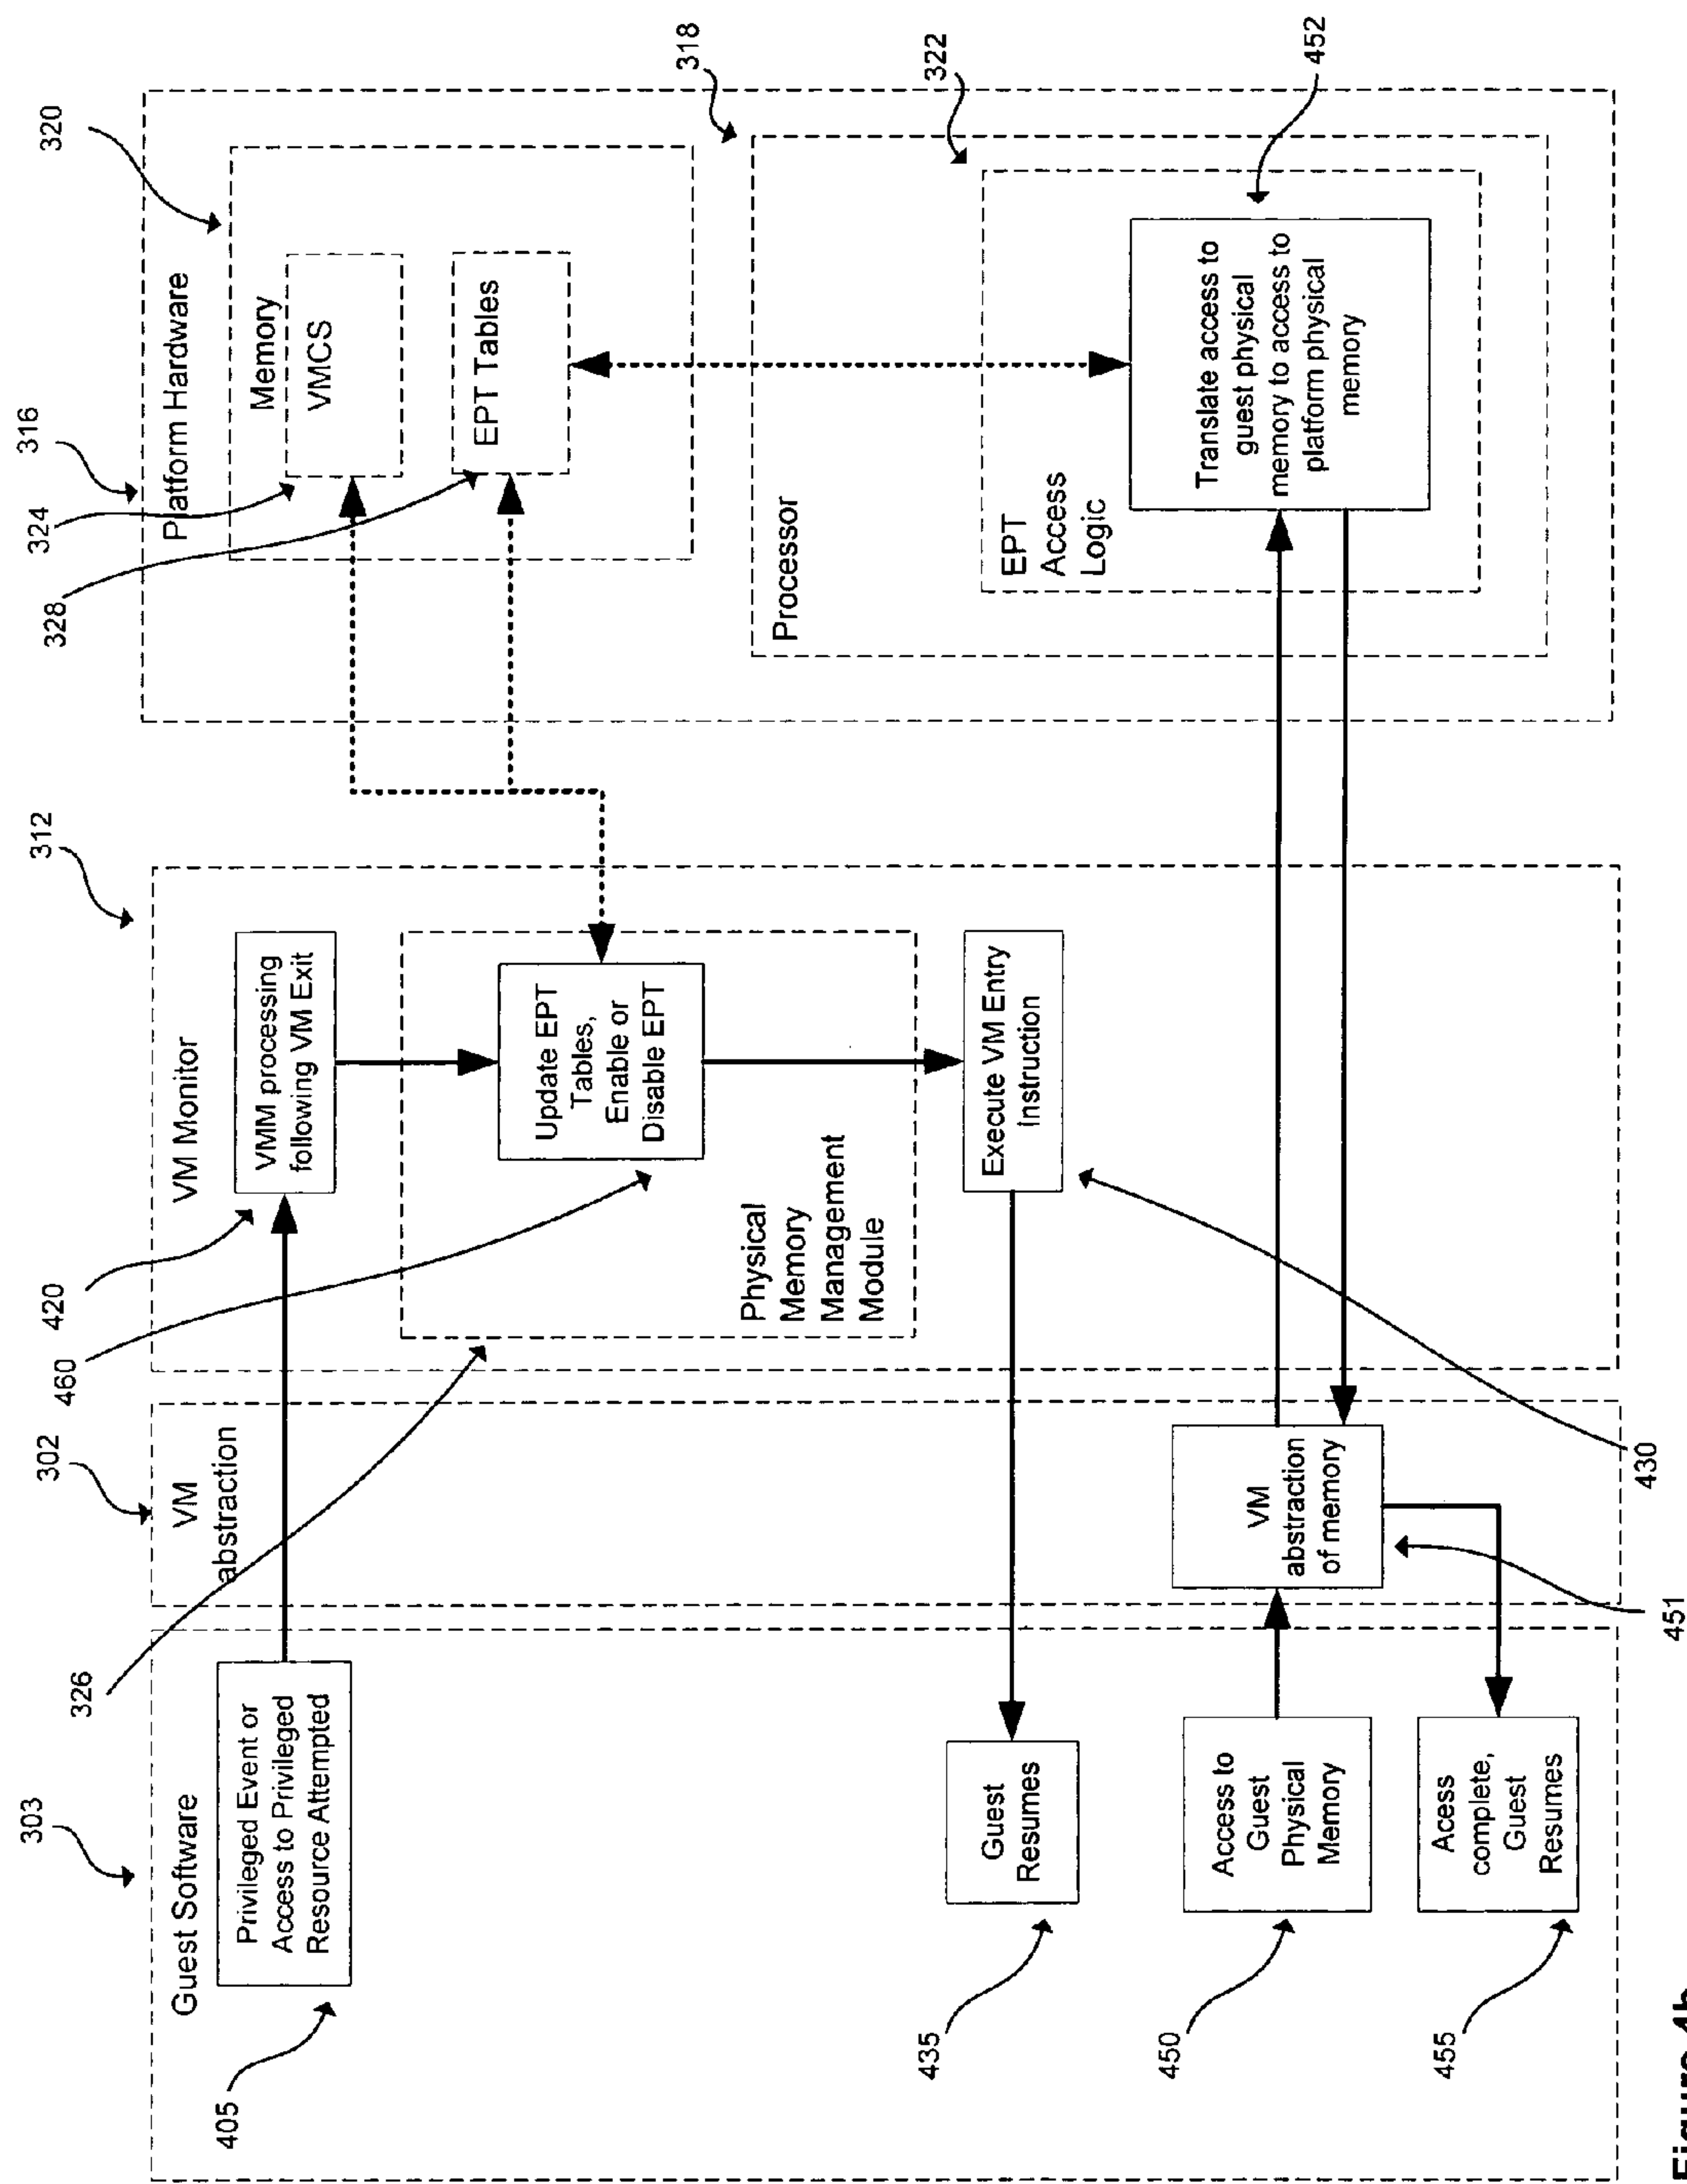 303
Guest Software
Privileged Event or
Access to Privileged
Resource Attempted
405
Guest
Resumes
435
Access to
Guest
Physical
Memory
450
Acess
complete,
Guest
Resumes
455
302
VM
abstraction
326
VM
abstraction
of memory
451
312
VM Monitor
420
VMM processing
following VM Exit
460
Update EPT
Tables,
Enable or
Disable EPT
Physical
Memory
Management
Module
Execute VM Entry
Instruction
430
316
Platform Hardware
320
324
Memory
VMCS
328
EPT Tables
318
Processor
322
EPT
Access
Logic
Translate access to
guest physical
memory to access to
platform physical
memory
452
Figure 4b